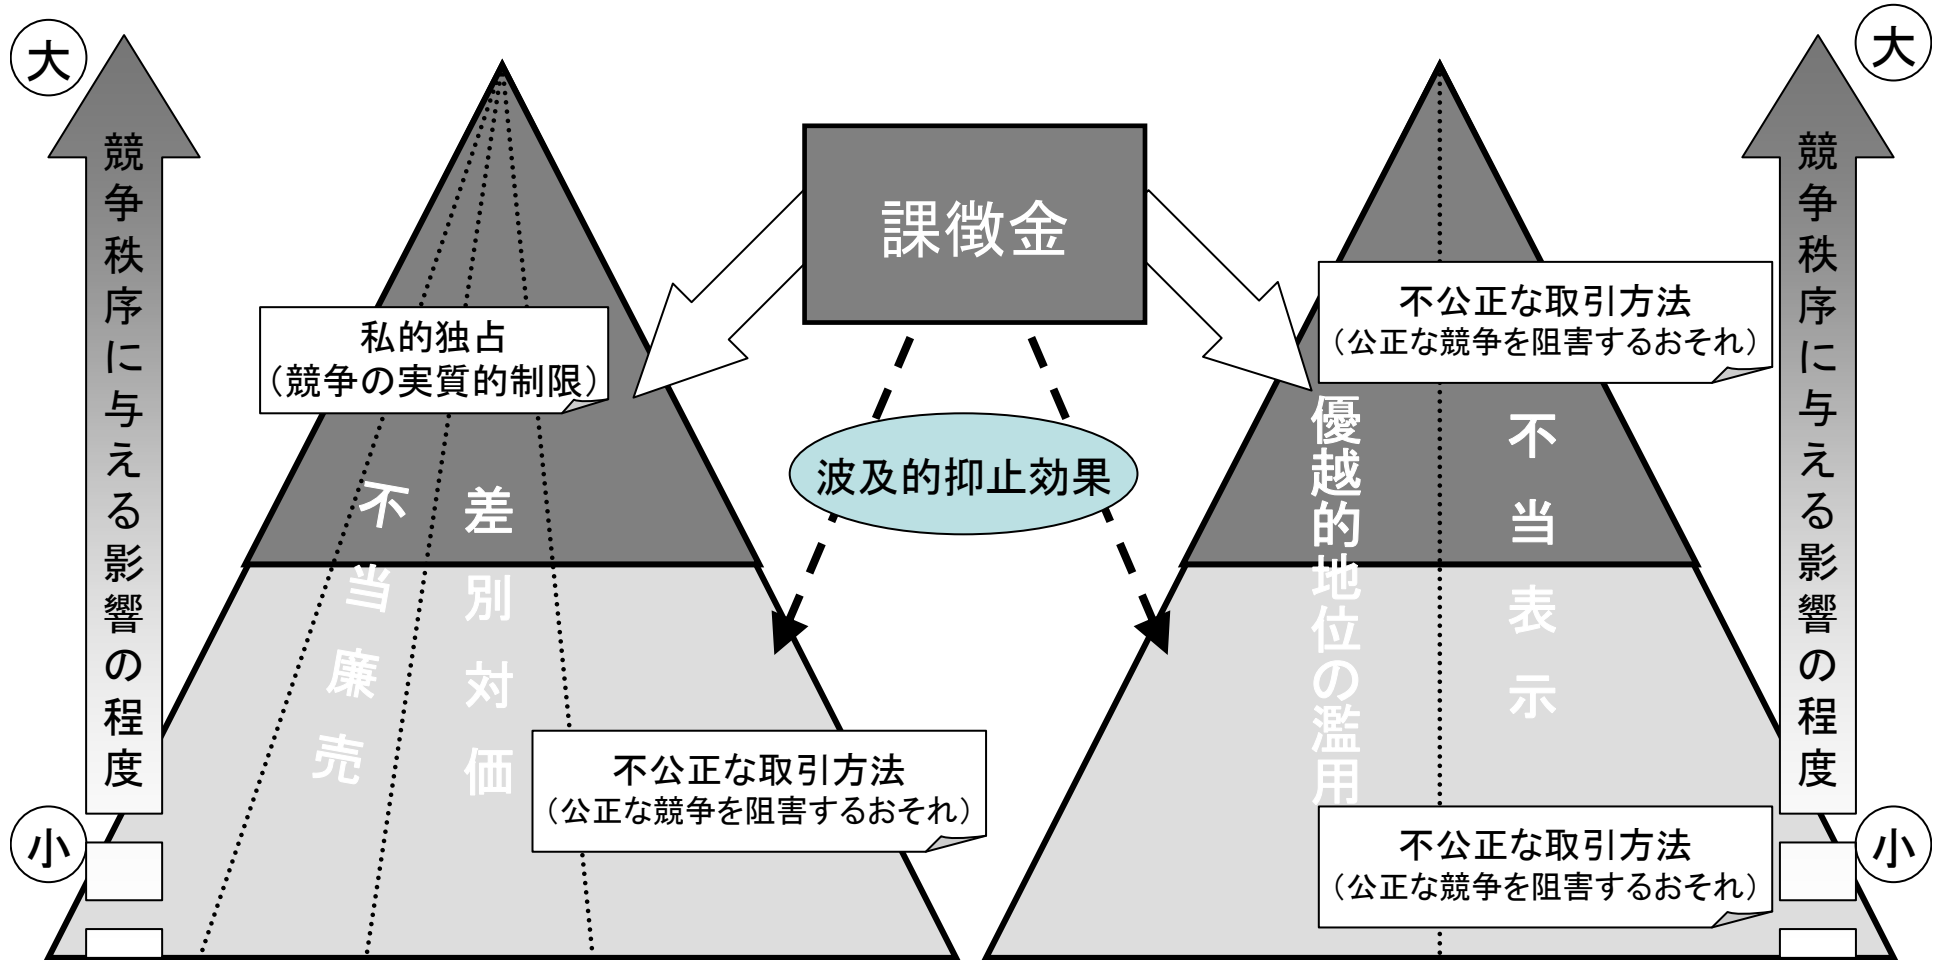 大
競争秩序に与える影響の程度
小
私的独占
（競争の実質的制限）
不当廉売
差別対価
不公正な取引方法
（公正な競争を阻害するおそれ）
課徴金
波及的抑止効果
不公正な取引方法
（公正な競争を阻害するおそれ）
優越的地位の濫用
不当表示
不公正な取引方法
（公正な競争を阻害するおそれ）
大
競争秩序に与える影響の程度
小